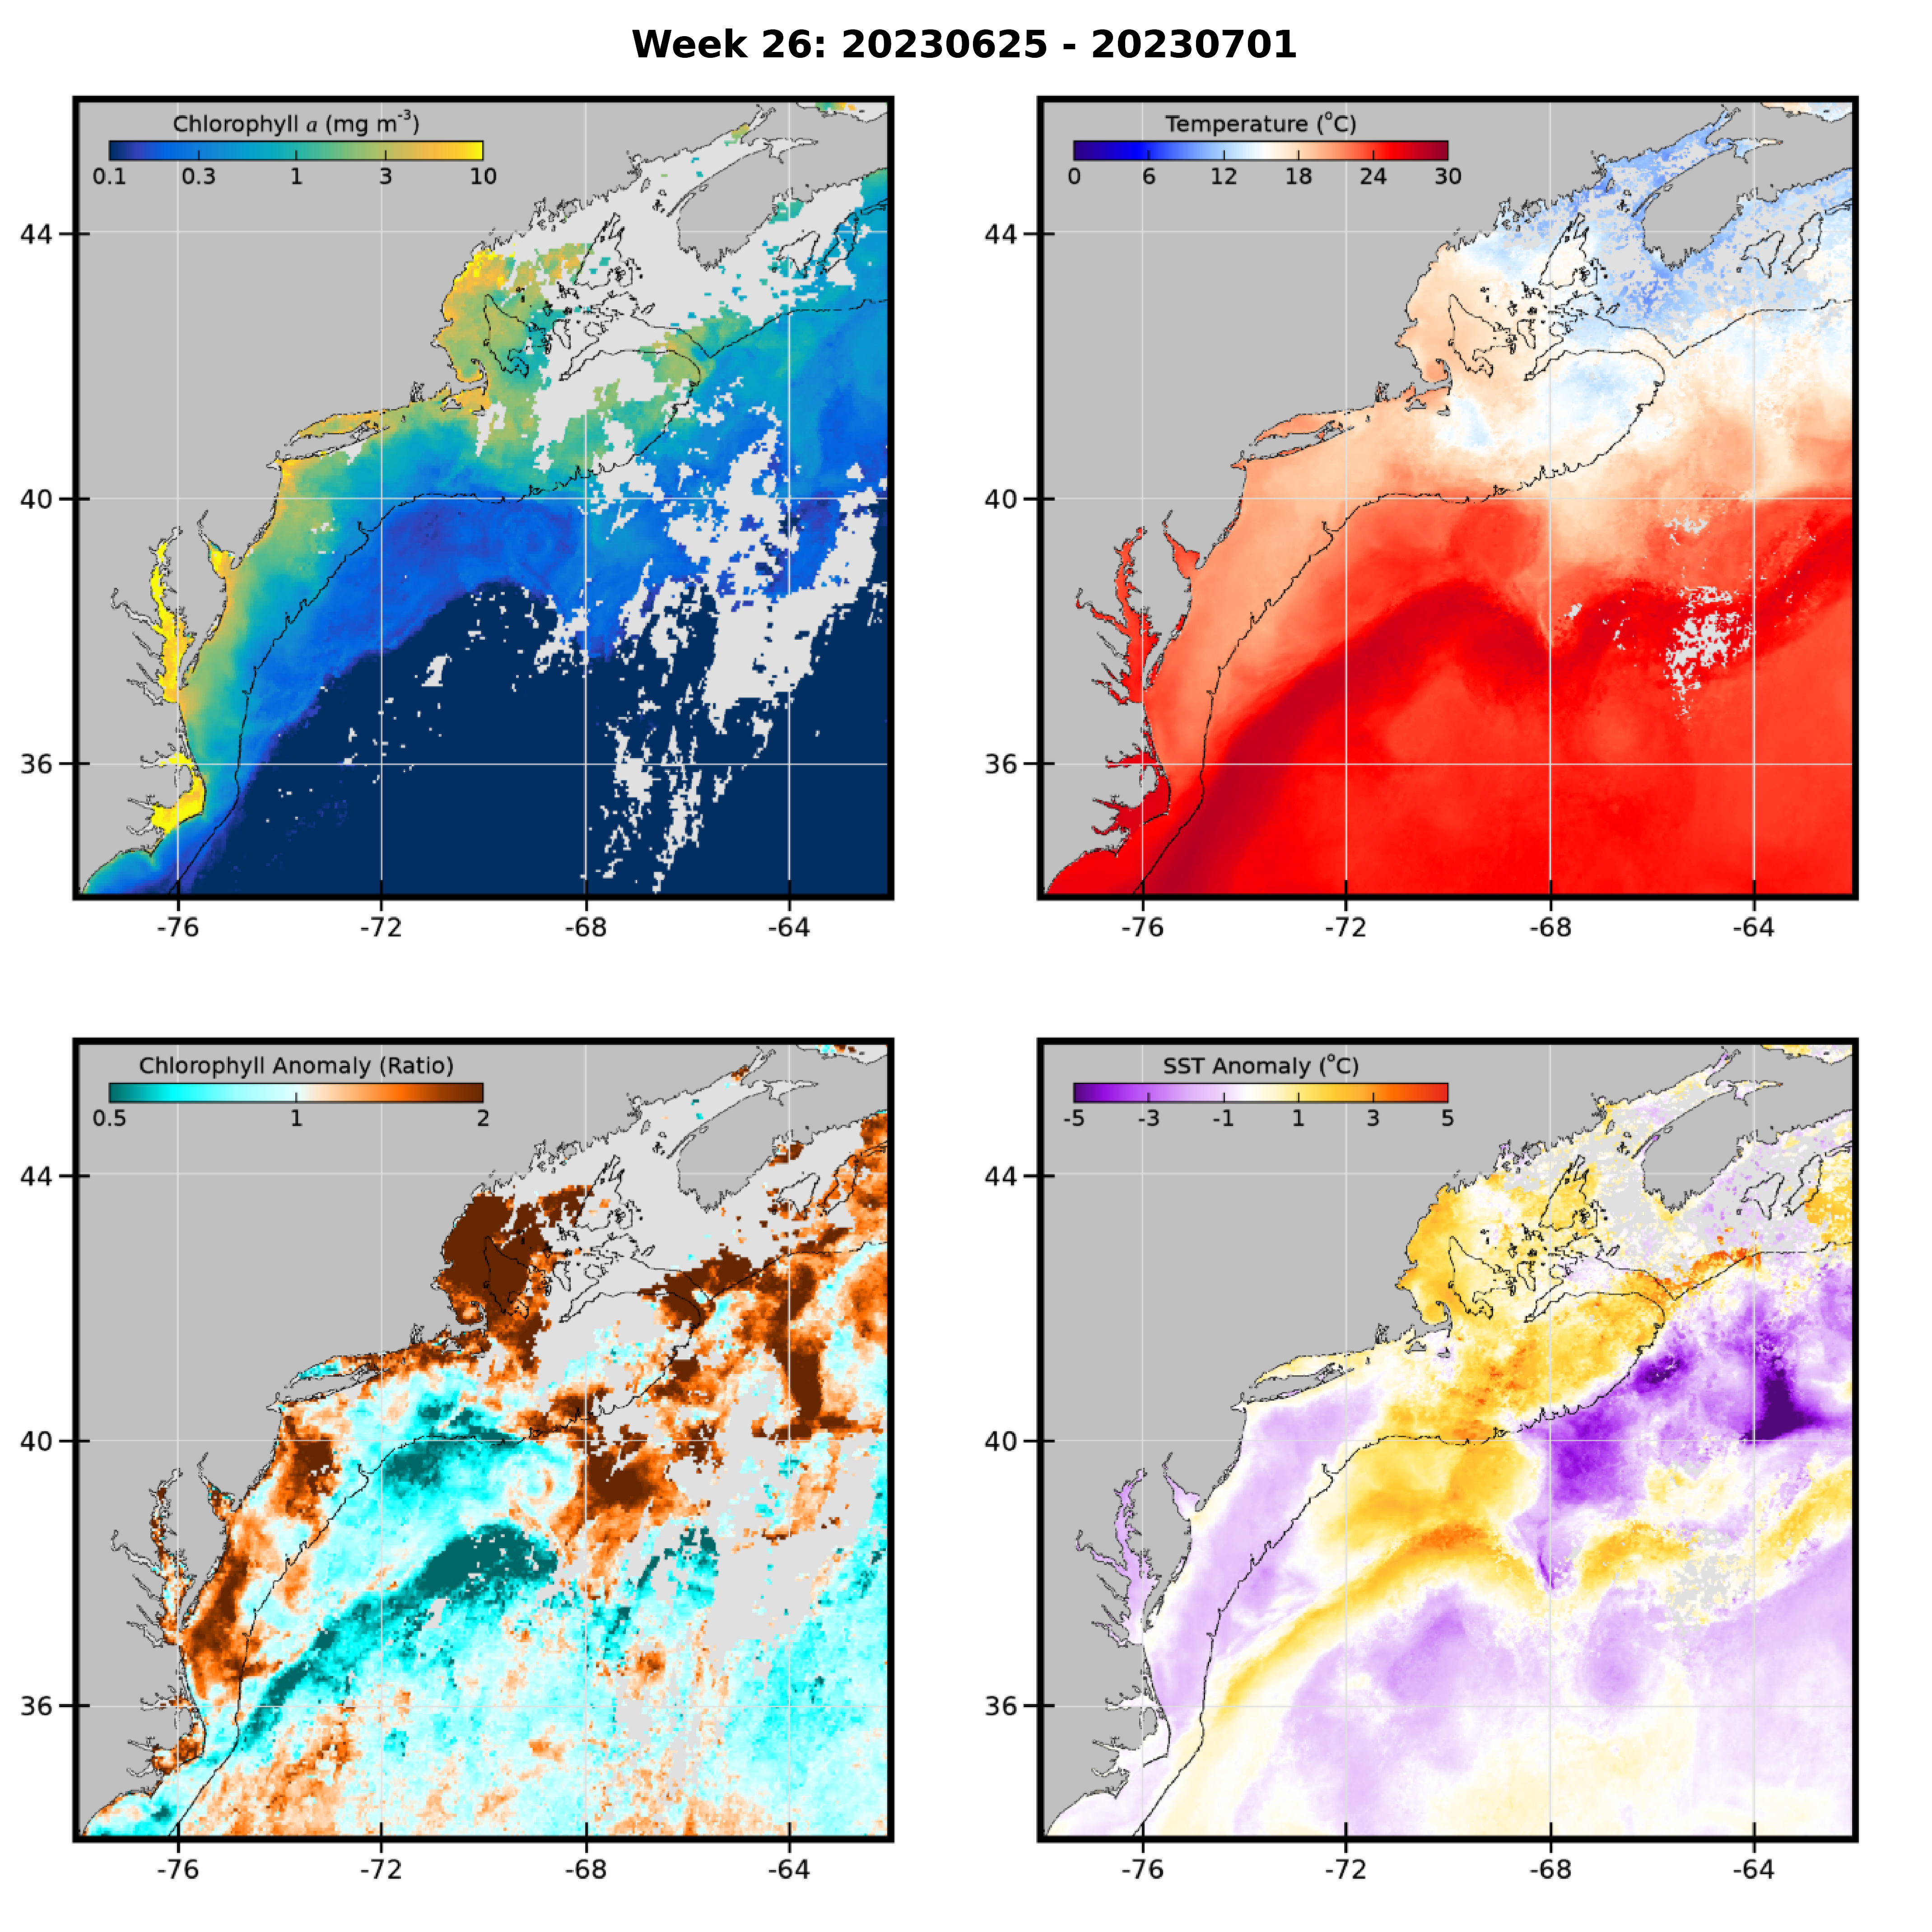 Week 26: 20230625 - 20230701
Chlorophyll a (mg m-3)
0.1 0.3 1 3 10
44
40
36
-76 -72 -68 -64
Temperature (oC)
0 6 12 18 24 30
44
40
36
-76 -72 -68 -64
Chlorophyll Anomaly (Ratio)
0.5 1 2
44
40
36
-76 -72 -68 -64
SST Anomaly (oC)
-5 -3 -1 1 3 5
44
40
36
-76 -72 -68 -64